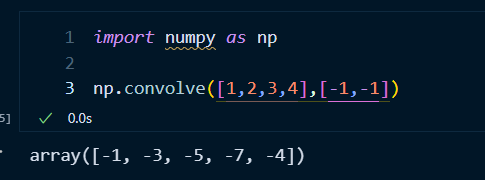 1 import numpy as np
2
3 np.convolve([1,2,3,4],[-1,-1])
5] ✓ 0.0s
array([-1, -3, -5, -7, -4])